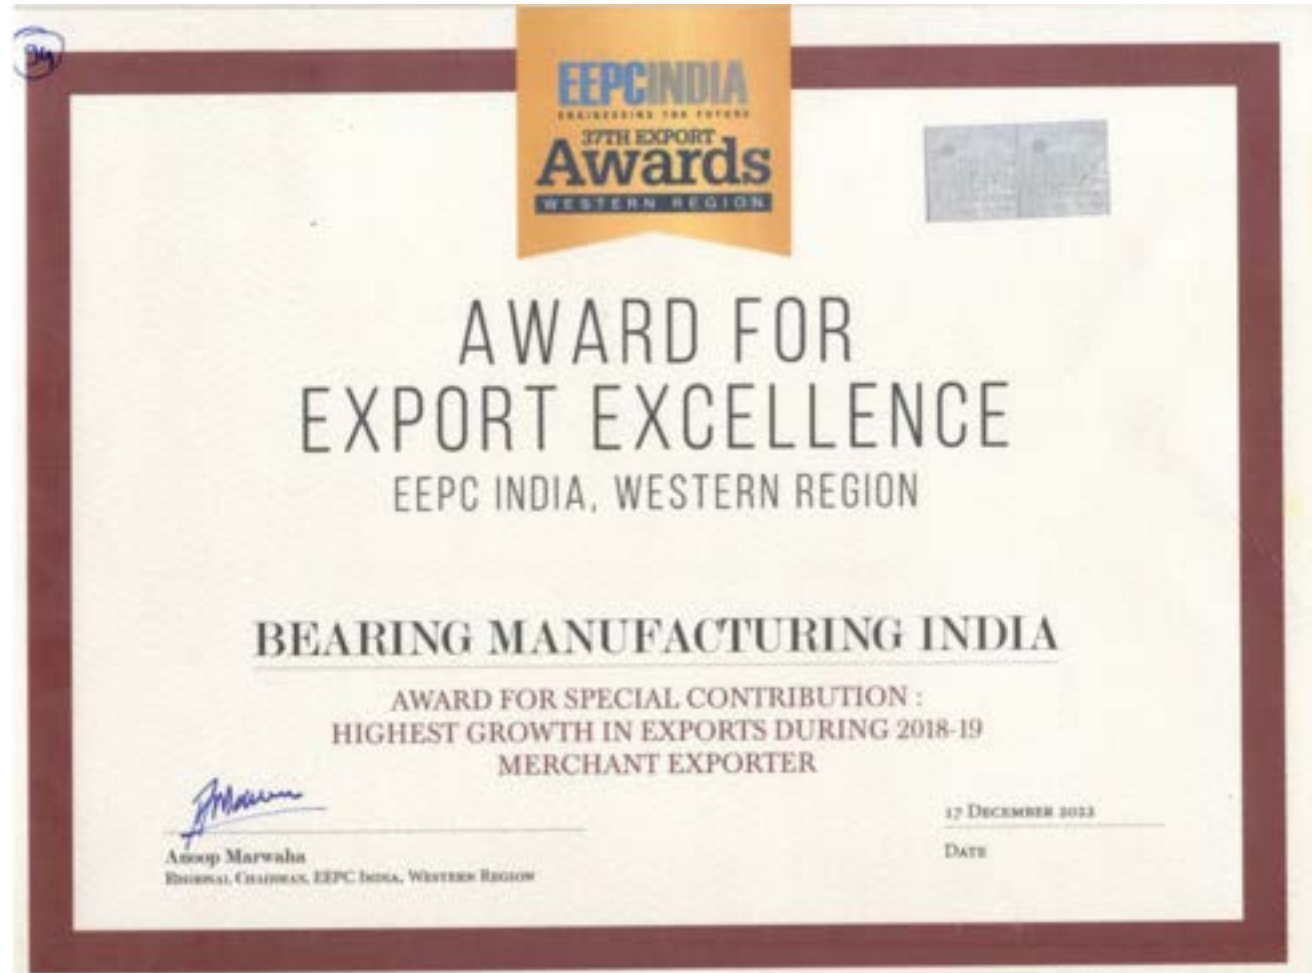 EEPCINDIA
ENGINEERING THE FUTURE
37TH EXPORT
Awards
WESTERN REGION
AWARD FOR
EXPORT EXCELLENCE
EEPC INDIA, WESTERN REGION
BEARING MANUFACTURING INDIA
AWARD FOR SPECIAL CONTRIBUTION :
HIGHEST GROWTH IN EXPORTS DURING 2018-19
MERCHANT EXPORTER
17 DECEMBER 2022
Anoop Marwaha
DATE
REGIONAL CHAIRMAN, EEPC INDIA, WESTERN REGION